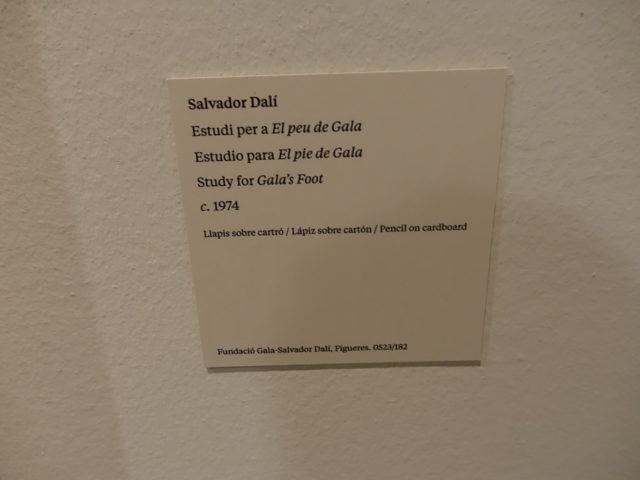 Salvador Dalí
Estudi per a El peu de Gala
Estudio para El pie de Gala
Study for Gala's Foot
c. 1974
Llapis sobre cartró / Lápiz sobre cartón / Pencil on cardboard
Fundació Gala-Salvador Dalí, Figueres. 0523/182